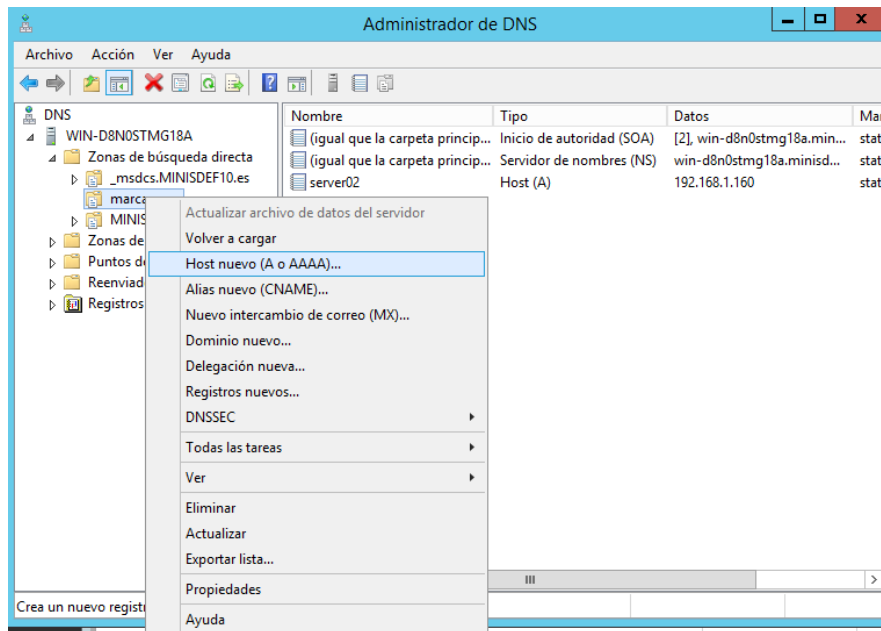 Administrador de DNS
Archivo Acción Ver Ayuda
DNS
WIN-D8N0STMG18A
Zonas de búsqueda directa
_msdcs.MINISDEF10.es
marca
MINIS
Zonas de
Puntos d
Reenviad
Registros
Nombre Tipo Datos Ma
(igual que la carpeta princip... Inicio de autoridad (SOA) [2], win-d8n0stmg18a.min... stat
(igual que la carpeta princip... Servidor de nombres (NS) win-d8n0stmg18a.minisd... stat
server02 Host (A) 192.168.1.160 stat
Actualizar archivo de datos del servidor
Volver a cargar
Host nuevo (A o AAAA)...
Alias nuevo (CNAME)...
Nuevo intercambio de correo (MX)...
Dominio nuevo...
Delegación nueva...
Registros nuevos...
DNSSEC
Todas las tareas
Ver
Eliminar
Actualizar
Exportar lista...
Propiedades
Ayuda
Crea un nuevo registr